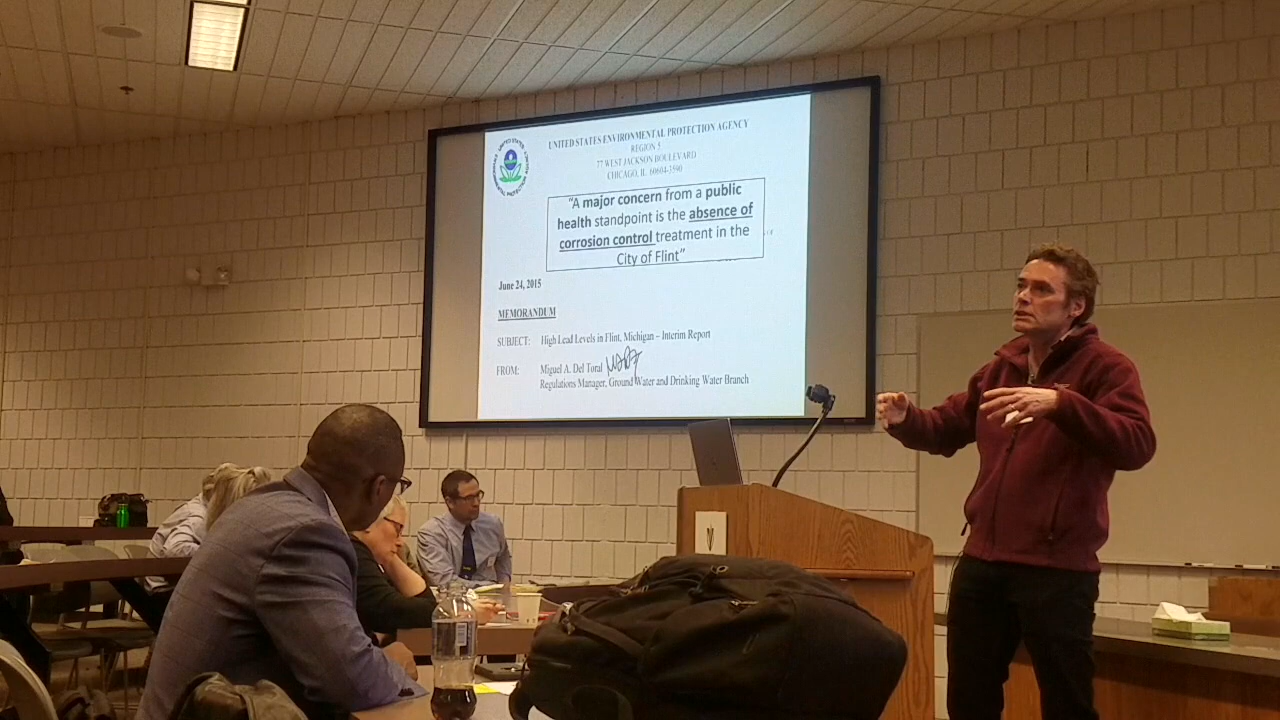 UNITED STATES ENVIRONMENTAL PROTECTION AGENCY
REGION 5
77 WEST JACKSON BOULEVARD
CHICAGO, IL 60604-3590
"A major concern from a public
health standpoint is the absence of
corrosion control treatment in the
City of Flint"
June 24, 2015
MEMORANDUM
SUBJECT: High Lead Levels in Flint, Michigan – Interim Report
FROM: Miguel A. Del Toral
Regulations Manager, Ground Water and Drinking Water Branch